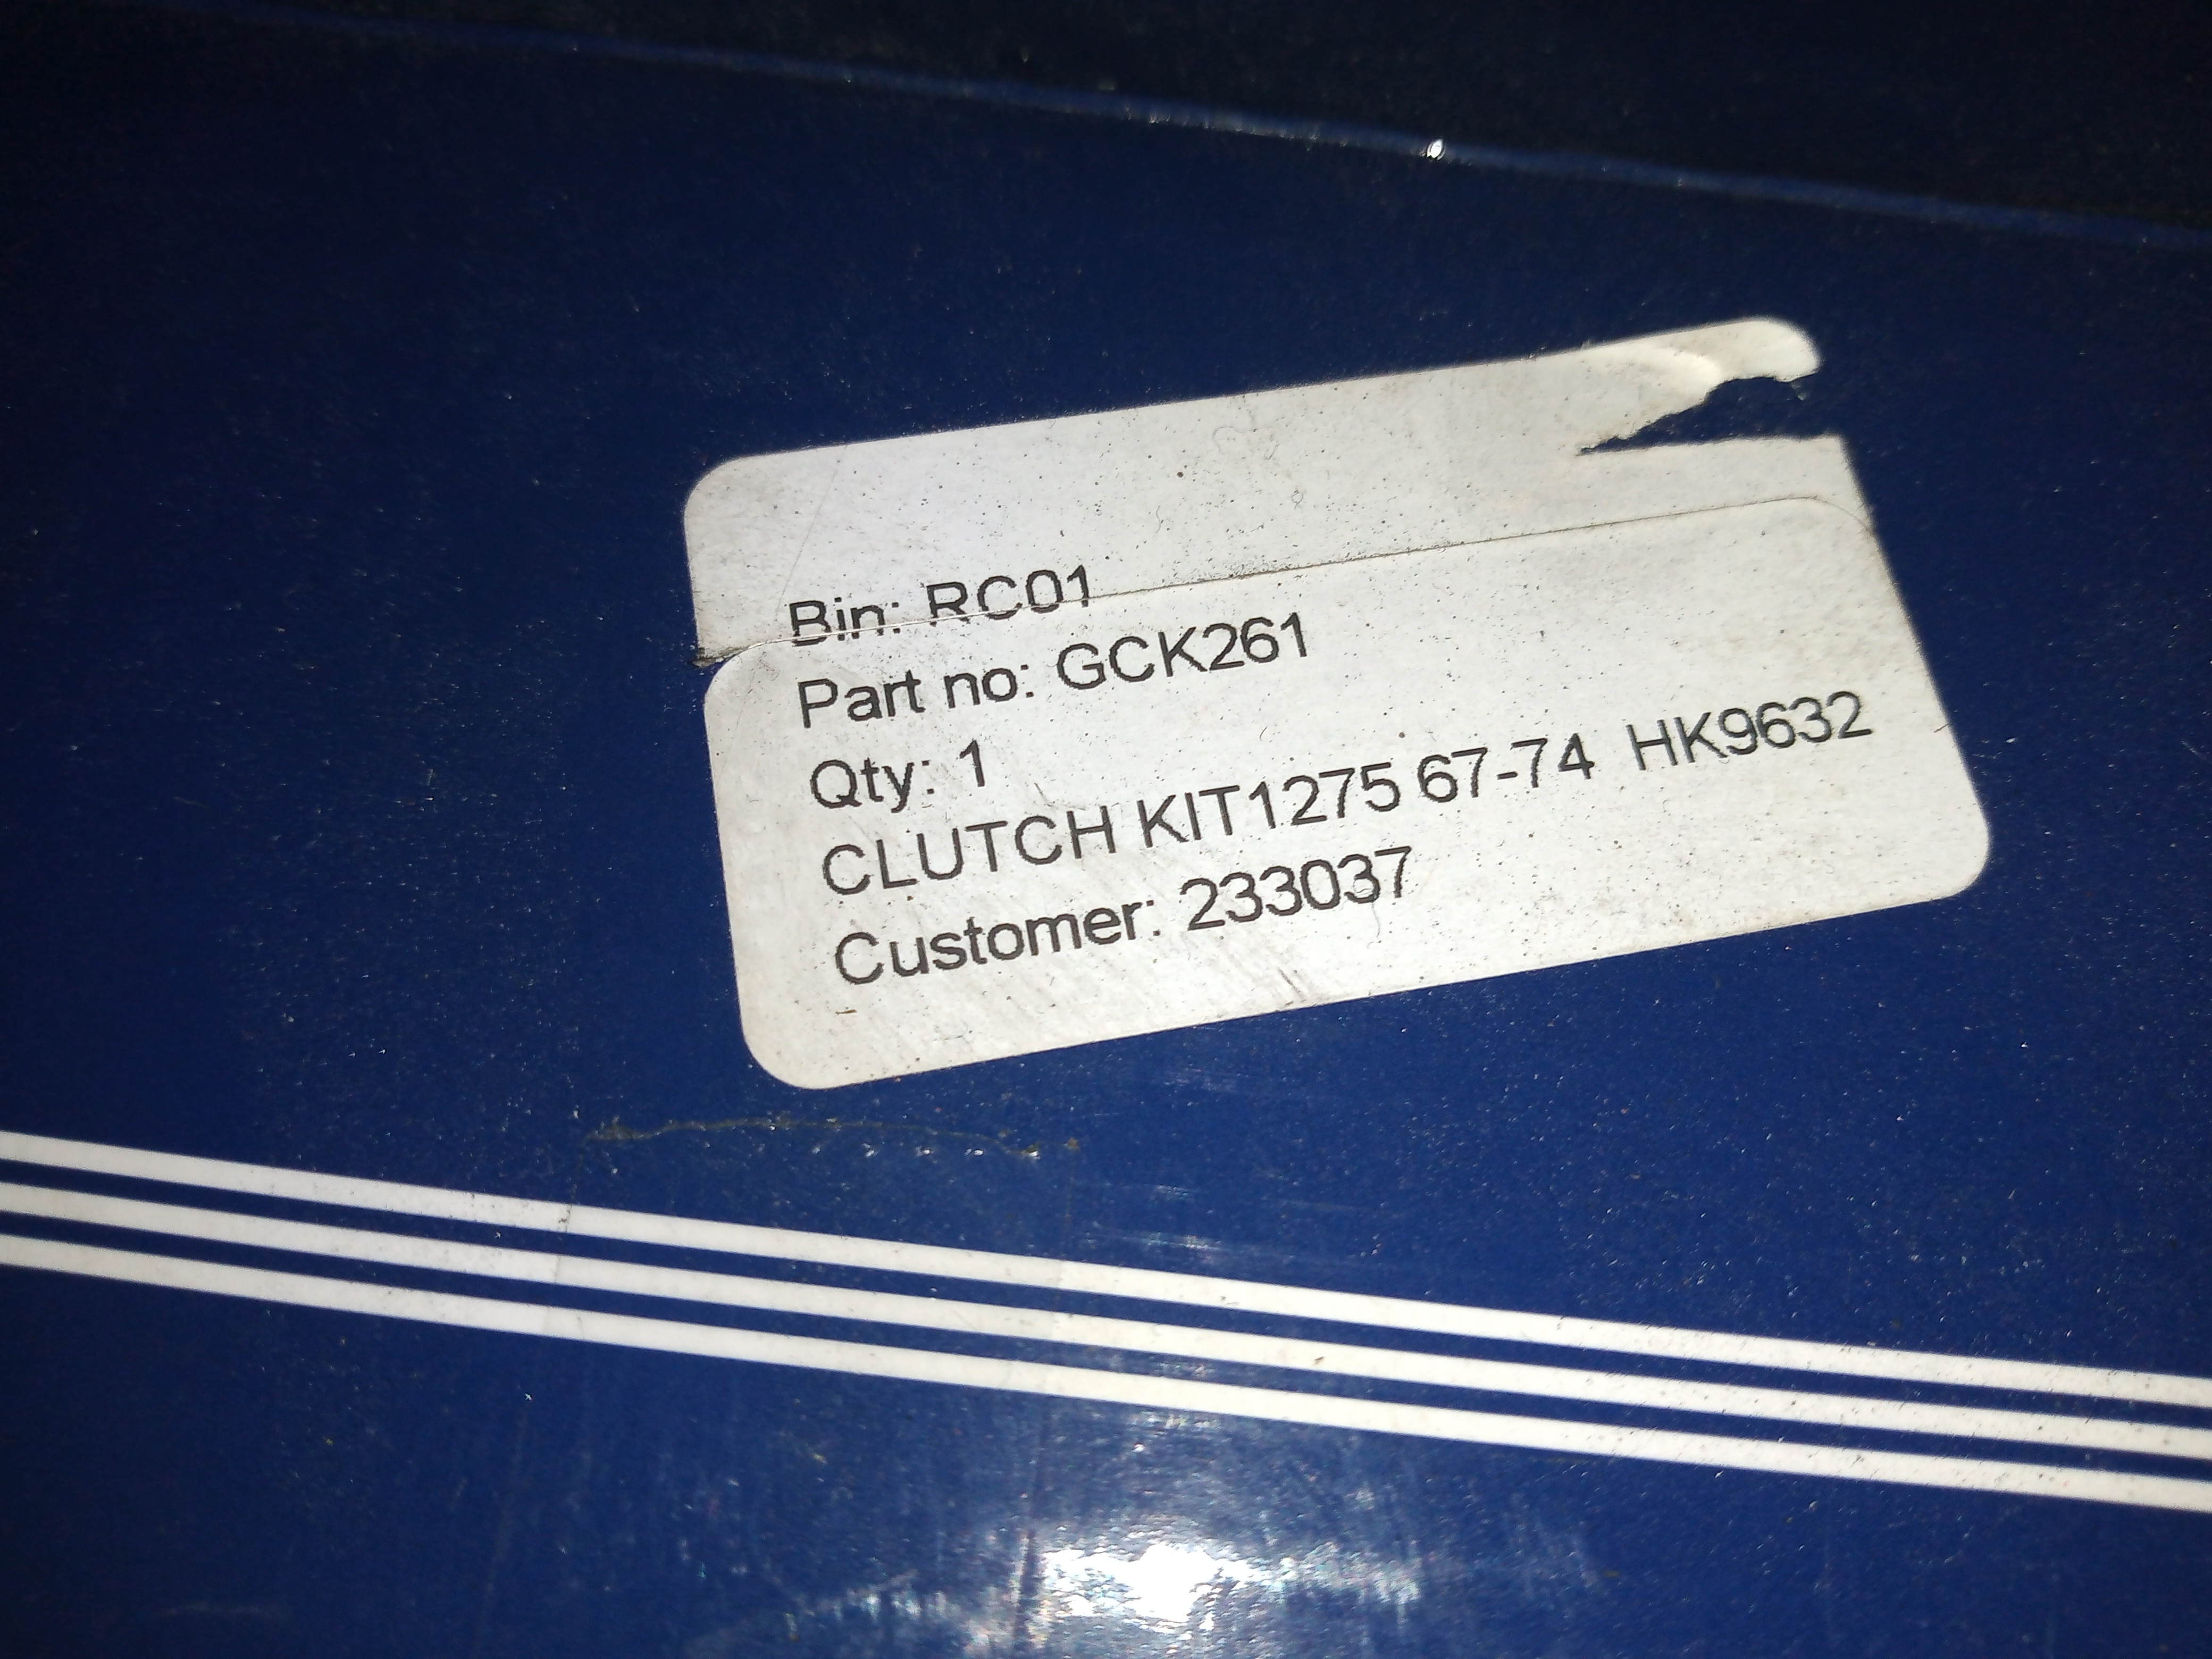 Bin: RC01
Part no: GCK261
Qty: 1
CLUTCH KIT1275 67-74 HK9632
Customer: 233037